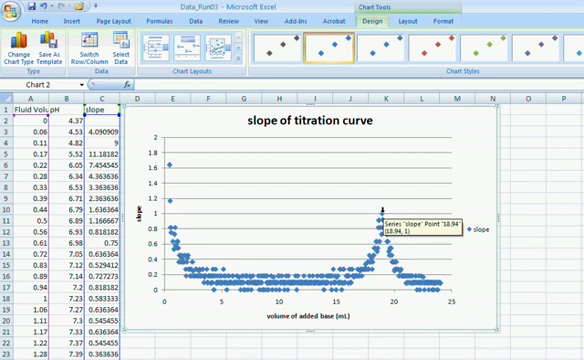 Data_Run03 - Microsoft Excel
Chart Tools
Home
Insert
Page Layout
Formulas
Data
Review
View
Add-Ins
Acrobat
Design
Layout
Format
Change Chart Type
Save As Template
Switch Row/Column
Select Data
Type
Data
Chart Layouts
Chart Styles
Chart 2
A B C D E F G H I J K L M N O P
1 Fluid Volu pH slope
2 0 4.37
3 0.06 4.53 4.090909
4 0.11 4.82 9
5 0.17 5.52 11.18182
6 0.22 6.05 7.454545
7 0.28 6.34 4.363636
8 0.33 6.53 3.363636
9 0.39 6.71 2.363636
10 0.44 6.79 1.636364
11 0.5 6.89 1.166667
12 0.56 6.93 0.818182
13 0.61 6.98 0.75
14 0.72 7.05 0.636364
15 0.83 7.12 0.529412
16 0.89 7.14 0.727273
17 0.94 7.2 0.818182
18 1 7.23 0.583333
19 1.06 7.27 0.636364
20 1.11 7.3 0.545455
21 1.17 7.33 0.545455
22 1.22 7.37 0.636364
23 1.28 7.39 0.363636
slope of titration curve
2
1.8
1.6
1.4
1.2
1
0.8
0.6
0.4
0.2
0
slope
0 5 10 15 20 25
volume of added base (mL)
Series "slope" Point "18.94"
(18.94, 1)
slope